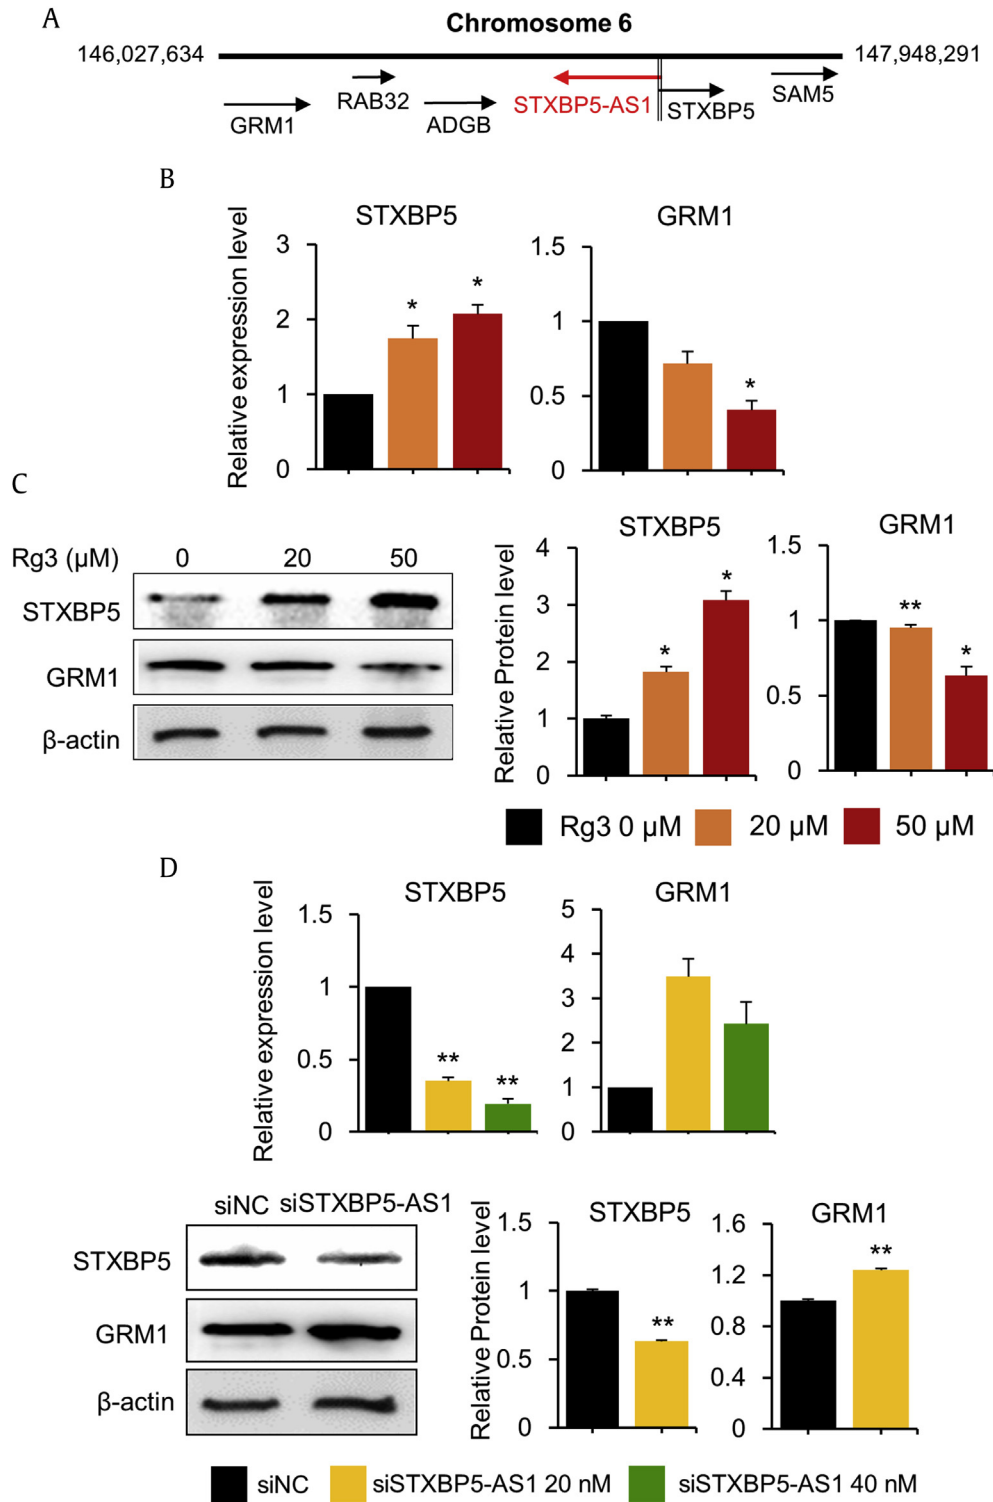 A
Chromosome 6
146,027,634
147,948,291
GRM1
RAB32
ADGB
STXBP5-AS1
STXBP5
SAM5
B
STXBP5
GRM1
Relative expression level
3
2
1
0
*
*
1.5
1
0.5
0
*
C
Rg3 (μM)
0 20 50
STXBP5
GRM1
β-actin
STXBP5
GRM1
Relative Protein level
4
3
2
1
0
*
*
1.5
1
0.5
0
**
*
Rg3 0 μM
20 μM
50 μM
D
STXBP5
GRM1
Relative expression level
1.5
1
0.5
0
**
**
5
4
3
2
1
0
siNC siSTXBP5-AS1
STXBP5
GRM1
β-actin
STXBP5
GRM1
Relative Protein level
1.5
1
0.5
0
**
1.6
1.2
0.8
0.4
0
**
siNC
siSTXBP5-AS1 20 nM
siSTXBP5-AS1 40 nM